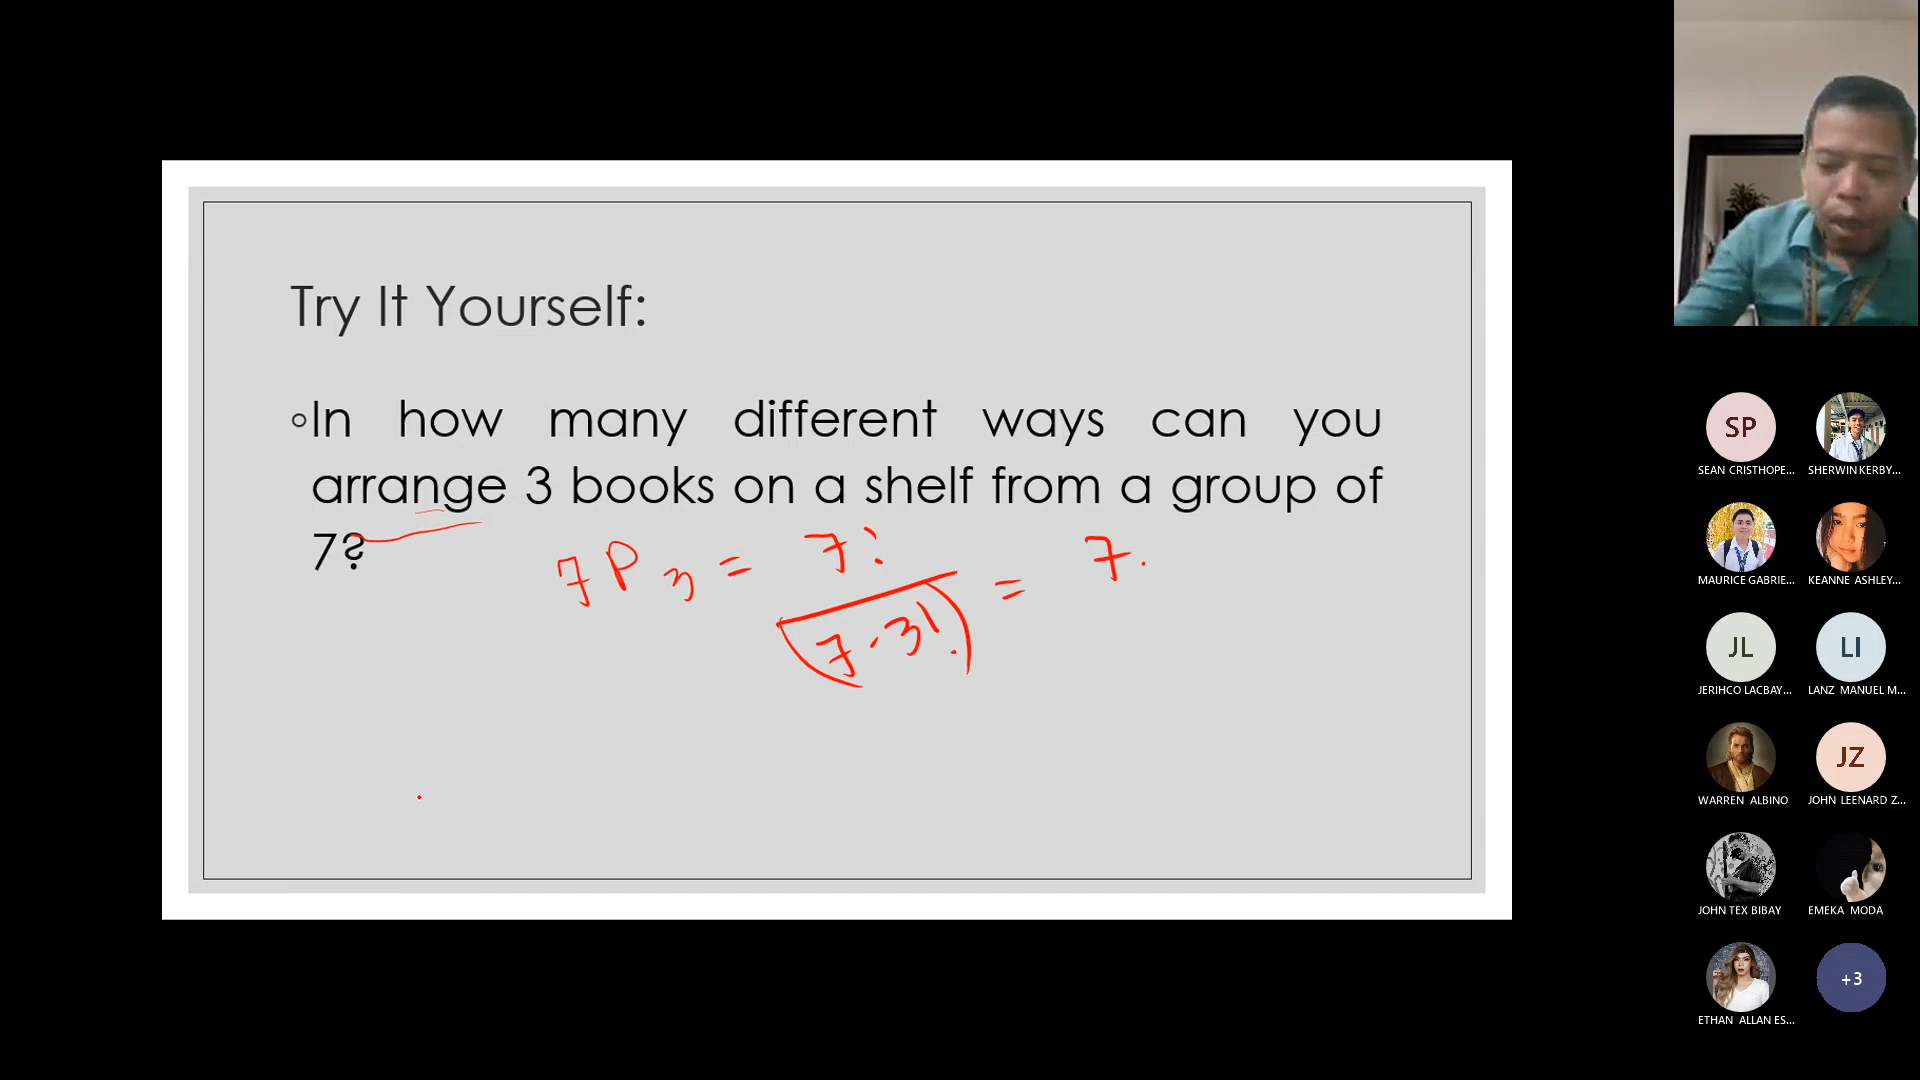 Try It Yourself:
◦In how many different ways can you
arrange 3 books on a shelf from a group of
7?
7P3 = 7! / (7-3)! = 7.
SP
SEAN CRISTHOPE...
SHERWIN KERBY...
MAURICE GABRIE...
KEANNE ASHLEY...
JL
JERIHCO LACBAY...
LI
LANZ MANUEL M...
WARREN ALBINO
JZ
JOHN LEENARD Z...
JOHN TEX BIBAY
EMEKA MODA
ETHAN ALLAN ES...
+3